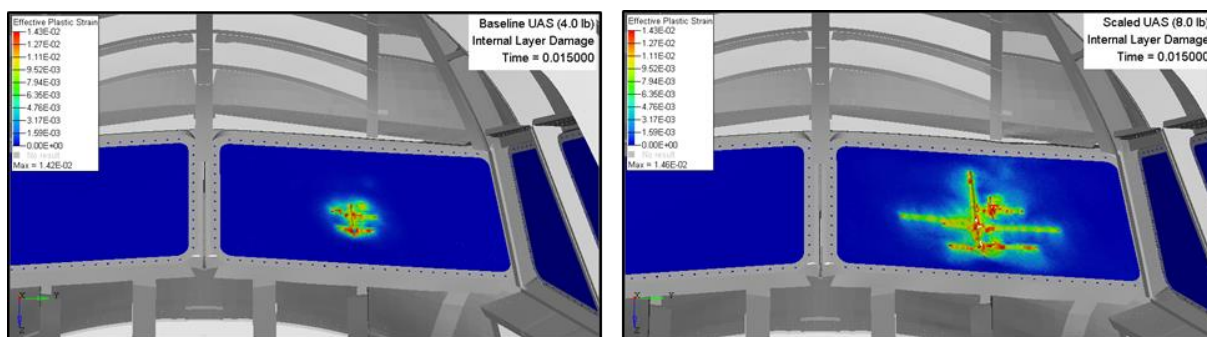 Effective Plastic Strain
1.43E-02
1.27E-02
1.11E-02
9.52E-03
7.94E-03
6.35E-03
4.76E-03
3.17E-03
1.59E-03
0.00E+00
No result
Max = 1.42E-02
Baseline UAS (4.0 lb)
Internal Layer Damage
Time = 0.015000
X
Y
Z
Effective Plastic Strain
1.43E-02
1.27E-02
1.11E-02
9.52E-03
7.94E-03
6.35E-03
4.76E-03
3.17E-03
1.59E-03
0.00E+00
No result
Max = 1.46E-02
Scaled UAS (8.0 lb)
Internal Layer Damage
Time = 0.015000
X
Y
Z